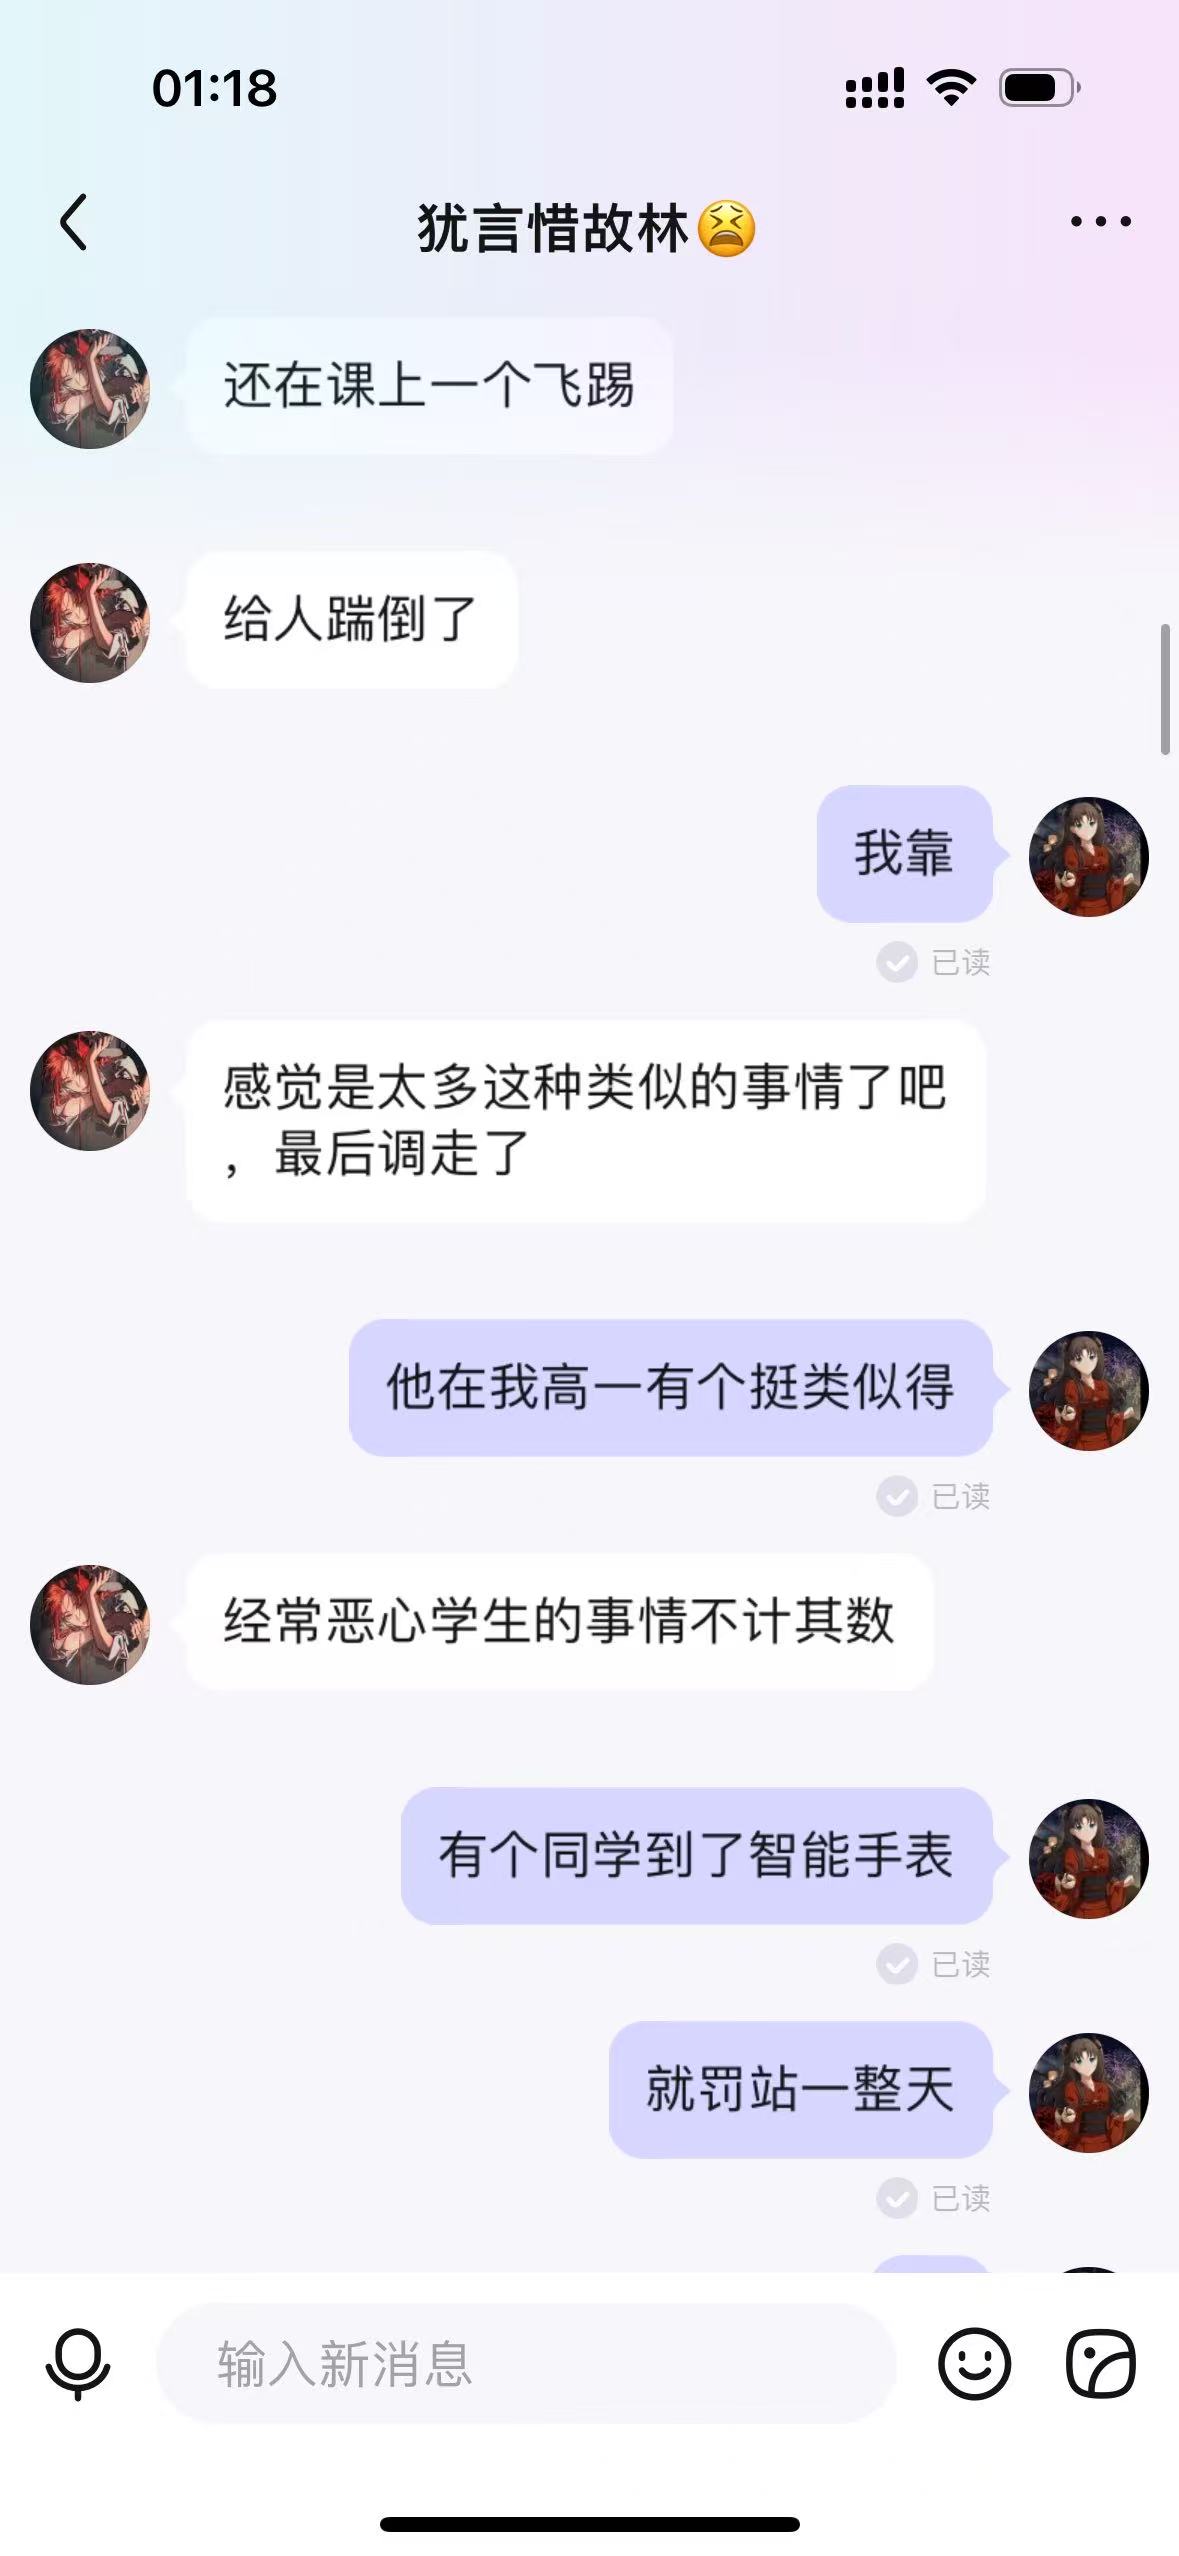 01:18
犹言惜故林😫
还在课上一个飞踢
给人踹倒了
我靠
已读
感觉是太多这种类似的事情了吧
，最后调走了
他在我高一有个挺类似得
已读
经常恶心学生的事情不计其数
有个同学到了智能手表
已读
就罚站一整天
已读
输入新消息